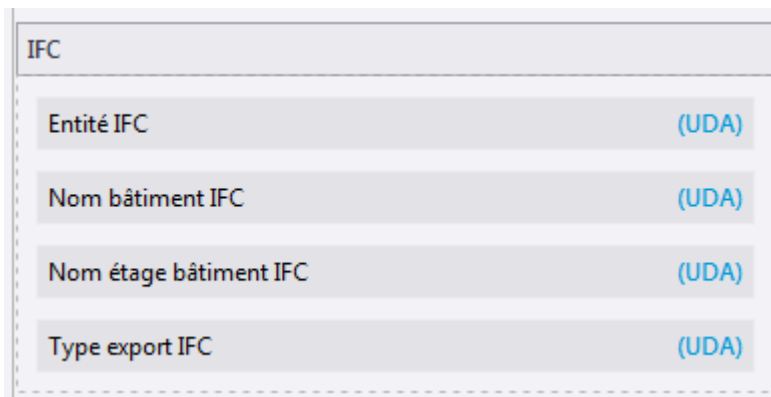 IFC
Entité IFC (UDA)
Nom bâtiment IFC (UDA)
Nom étage bâtiment IFC (UDA)
Type export IFC (UDA)